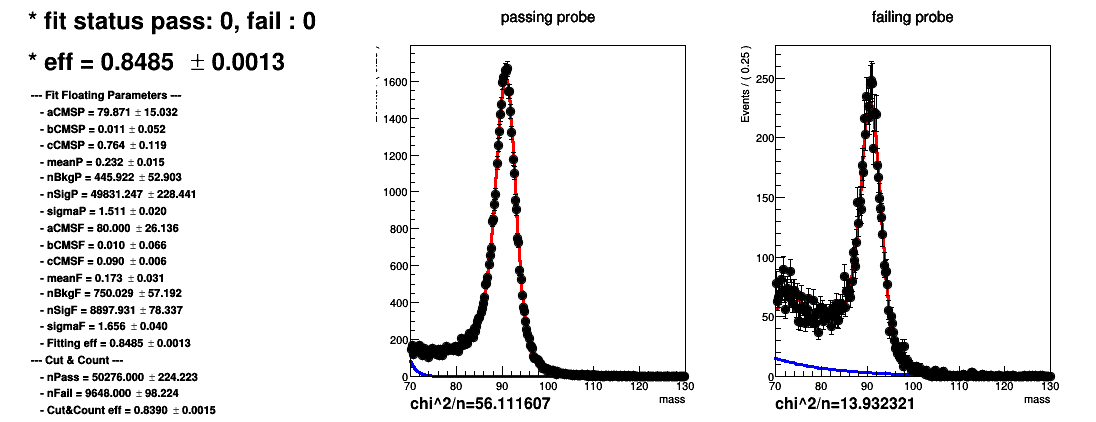 * fit status pass: 0, fail : 0
* eff = 0.8485 ± 0.0013
--- Fit Floating Parameters ---
- aCMSP = 79.871 ± 15.032
- bCMSP = 0.011 ± 0.052
- cCMSP = 0.764 ± 0.119
- meanP = 0.232 ± 0.015
- nBkgP = 445.922 ± 52.903
- nSigP = 49831.247 ± 228.441
- sigmaP = 1.511 ± 0.020
- aCMSF = 80.000 ± 26.136
- bCMSF = 0.010 ± 0.066
- cCMSF = 0.090 ± 0.006
- meanF = 0.173 ± 0.031
- nBkgF = 750.029 ± 57.192
- nSigF = 8897.931 ± 78.337
- sigmaF = 1.656 ± 0.040
- Fitting eff = 0.8485 ± 0.0013
--- Cut & Count ---
- nPass = 50276.000 ± 224.223
- nFail = 9648.000 ± 98.224
- Cut&Count eff = 0.8390 ± 0.0015
passing probe
1600
1400
1200
1000
800
600
400
200
0
70 80 90 100 110 120 130
mass
chi^2/n=56.111607
failing probe
Events / ( 0.25 )
250
200
150
100
50
0
70 80 90 100 110 120 130
mass
chi^2/n=13.932321